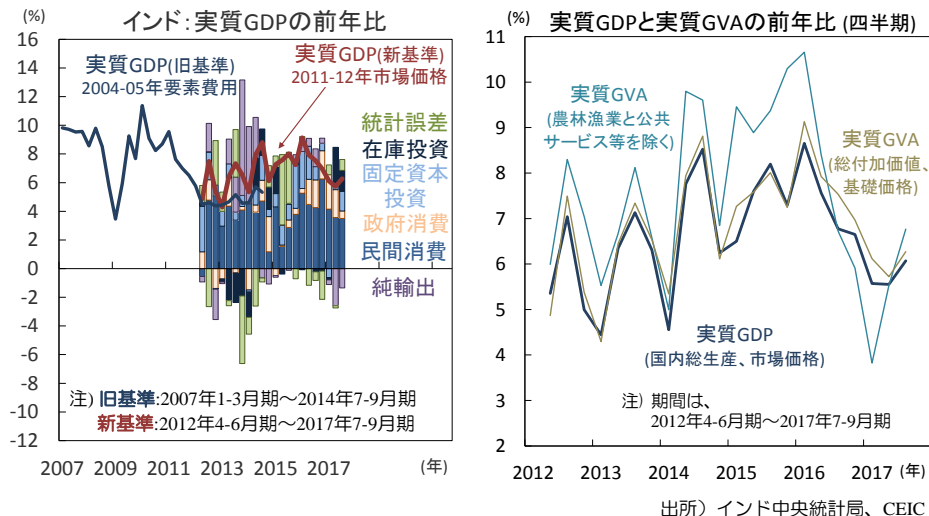 インド:実質GDPの前年比
(%)
16
14
12
10
8
6
4
2
0
-2
-4
-6
-8
-10
-12
実質GDP(旧基準)
2004-05年要素費用
実質GDP(新基準)
2011-12年市場価格
統計誤差
在庫投資
固定資本
投資
政府消費
民間消費
純輸出
注) 旧基準:2007年1-3月期～2014年7-9月期
新基準:2012年4-6月期～2017年7-9月期
2007 2009 2011 2013 2015 2017
(年)
実質GDPと実質GVAの前年比 (四半期)
(%)
11
10
9
8
7
6
5
4
3
2
実質GVA
(農林漁業と公共
サービス等を除く)
実質GVA
(総付加価値、
基礎価格)
実質GDP
(国内総生産、市場価格)
注) 期間は、
2012年4-6月期～2017年7-9月期
2012 2013 2014 2015 2016 2017 (年)
出所）インド中央統計局、CEIC